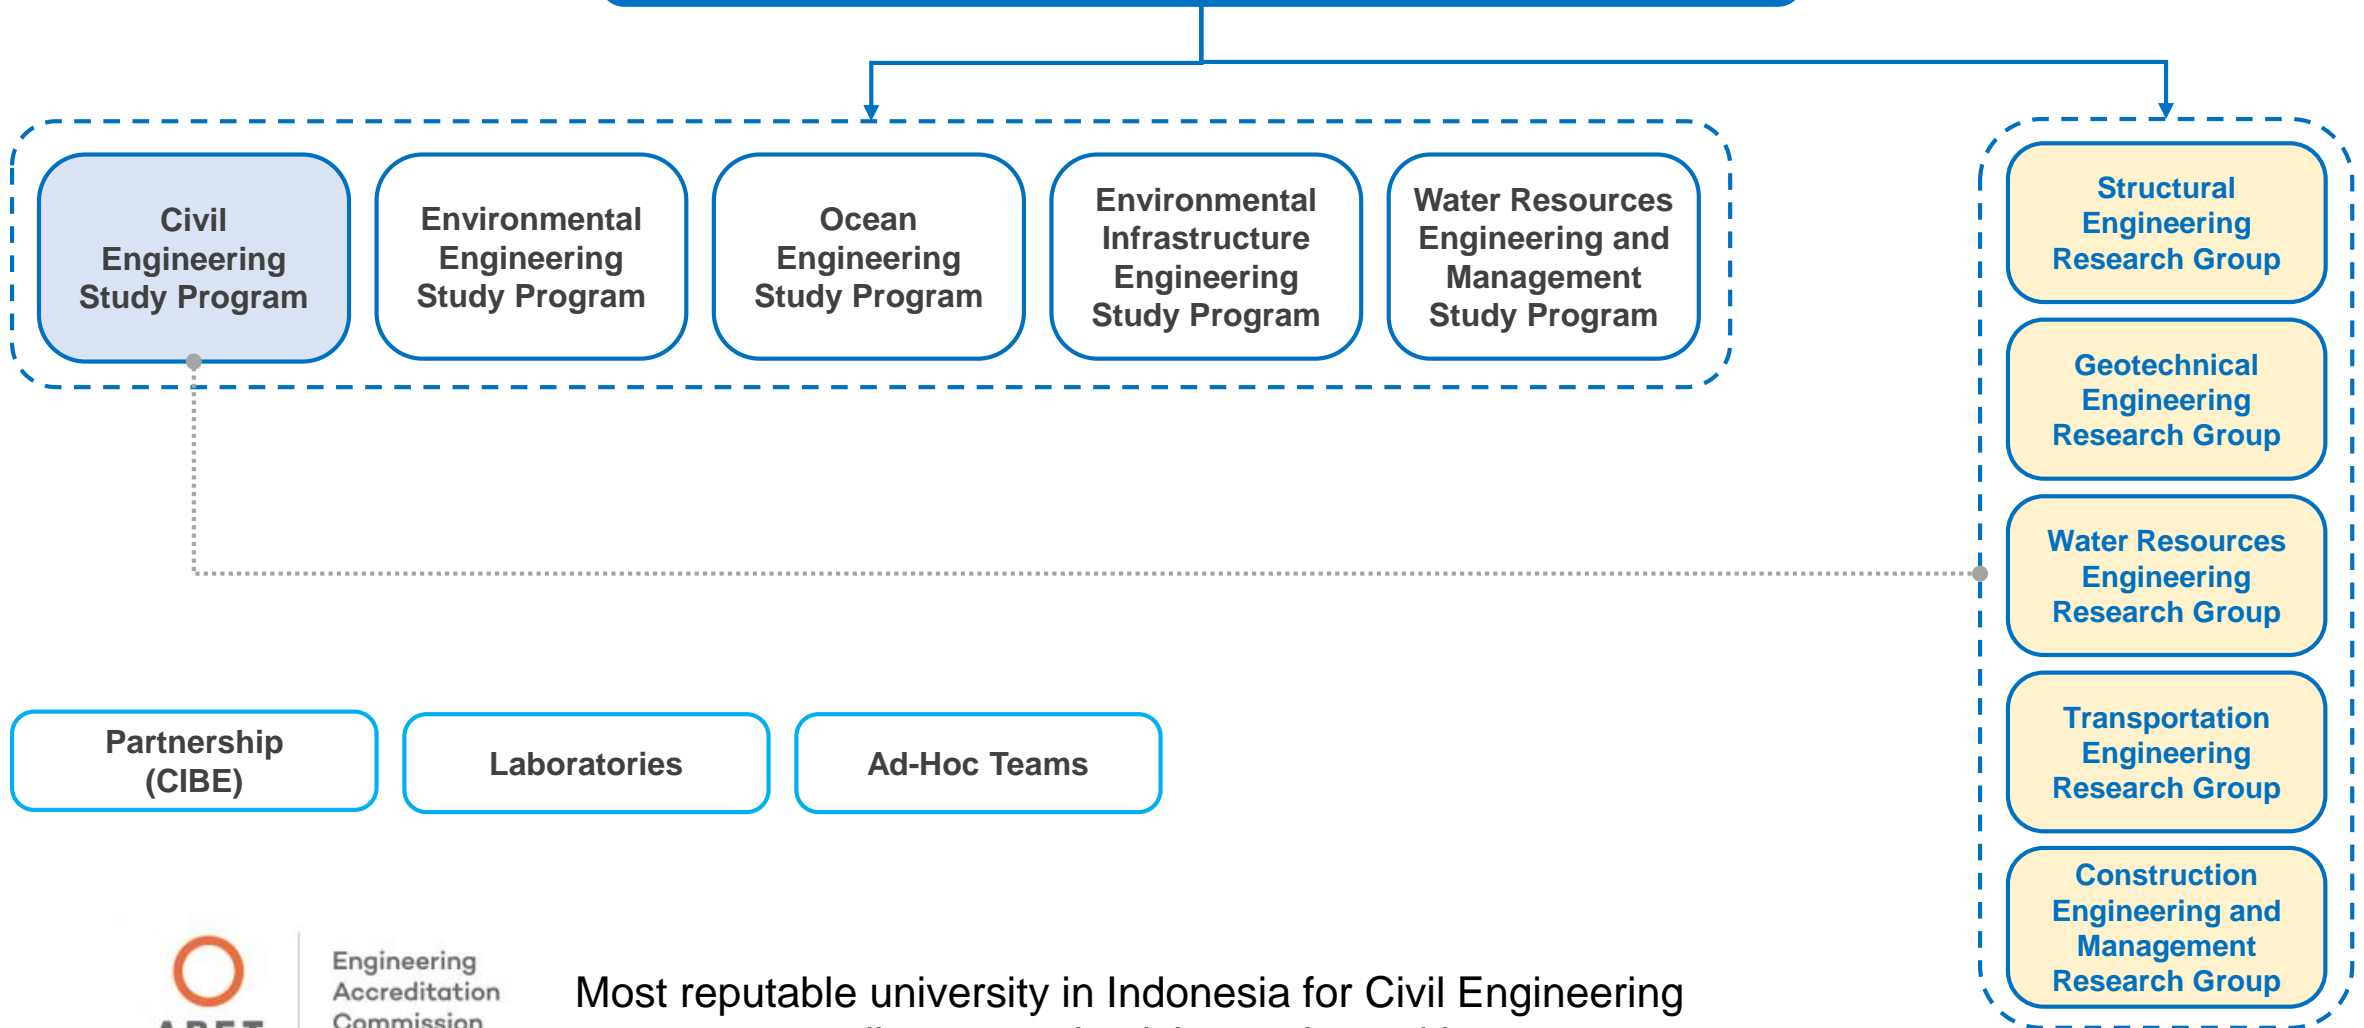 Civil
Engineering
Study Program
Environmental
Engineering
Study Program
Ocean
Engineering
Study Program
Environmental
Infrastructure
Engineering
Study Program
Water Resources
Engineering and
Management
Study Program
Structural
Engineering
Research Group
Geotechnical
Engineering
Research Group
Water Resources
Engineering
Research Group
Transportation
Engineering
Research Group
Construction
Engineering and
Management
Research Group
Partnership
(CIBE)
Laboratories
Ad-Hoc Teams
ABET
Engineering
Accreditation
Commission
Most reputable university in Indonesia for Civil Engineering